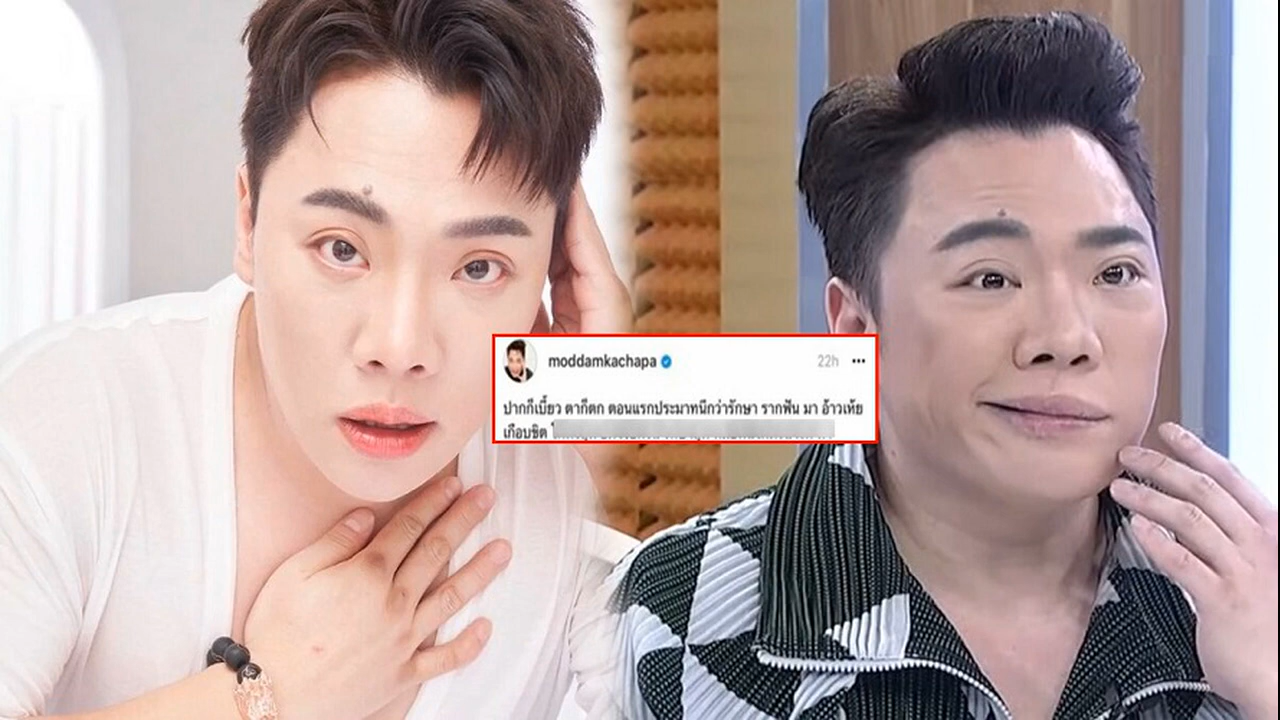 moddamkachapa
22h
ปากก็เบี้ยว ตาก็ตก ตอนแรกประมาทนึกว่ารักษา รากฟัน มา อ้าวเห้ย
เกือบชิต